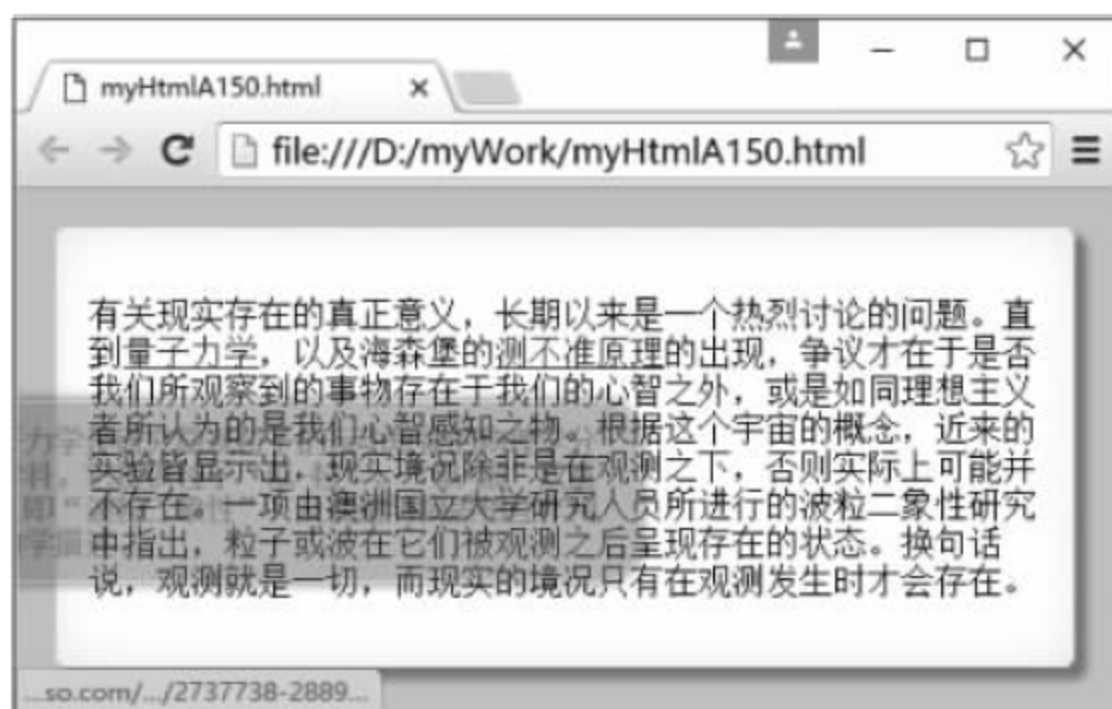 myHtmlA150.html
file:///D:/myWork/myHtmlA150.html
有关现实存在的真正意义，长期以来是一个热烈讨论的问题。直
到量子力学，以及海森堡的测不准原理的出现，争议才在于是否
我们所观察到的事物存在于我们的心智之外，或是如同理想主义
者所认为的是我们心智感知之物。根据这个宇宙的概念，近来的
实验皆显示出，现实境况除非是在观测之下，否则实际上可能并
不存在。一项由澳洲国立大学研究人员所进行的波粒二象性研究
中指出，粒子或波在它们被观测之后呈现存在的状态。换句话
说，观测就是一切，而现实的境况只有在观测发生时才会存在。
...so.com/.../2737738-2889...